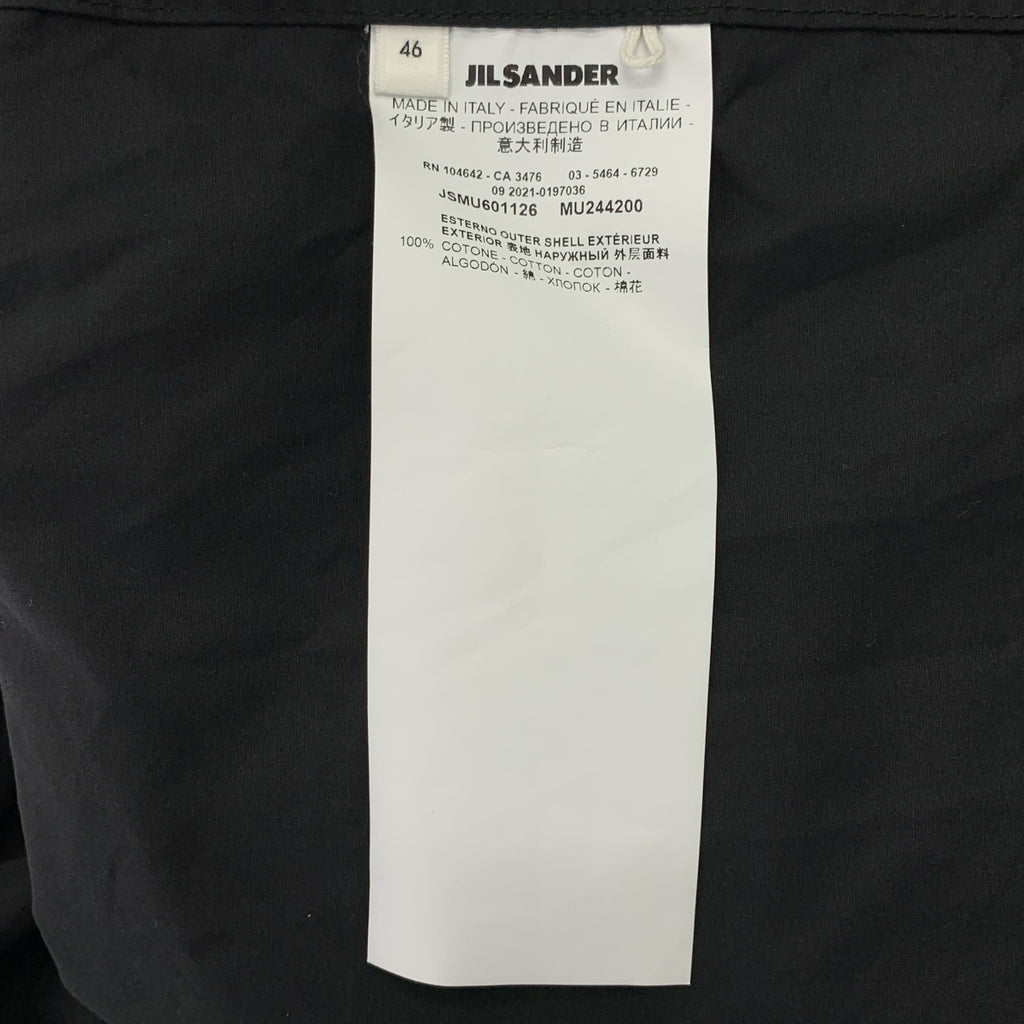 46
JIL SANDER
MADE IN ITALY - FABRIQUÉ EN ITALIE -
イタリア製 - ПРОИЗВЕДЕНО В ИТАЛИИ -
意大利制造
RN 104642 - CA 3476 03 - 5464 - 6729
09 2021-0197036
JSMU601126 MU244200
ESTERNO OUTER SHELL EXTÉRIEUR
EXTERIOR 表地 НАРУЖНЫЙ 外层面料
100% COTONE - COTTON - COTON -
ALGODÓN - 綿 - ХЛОПОК - 棉花